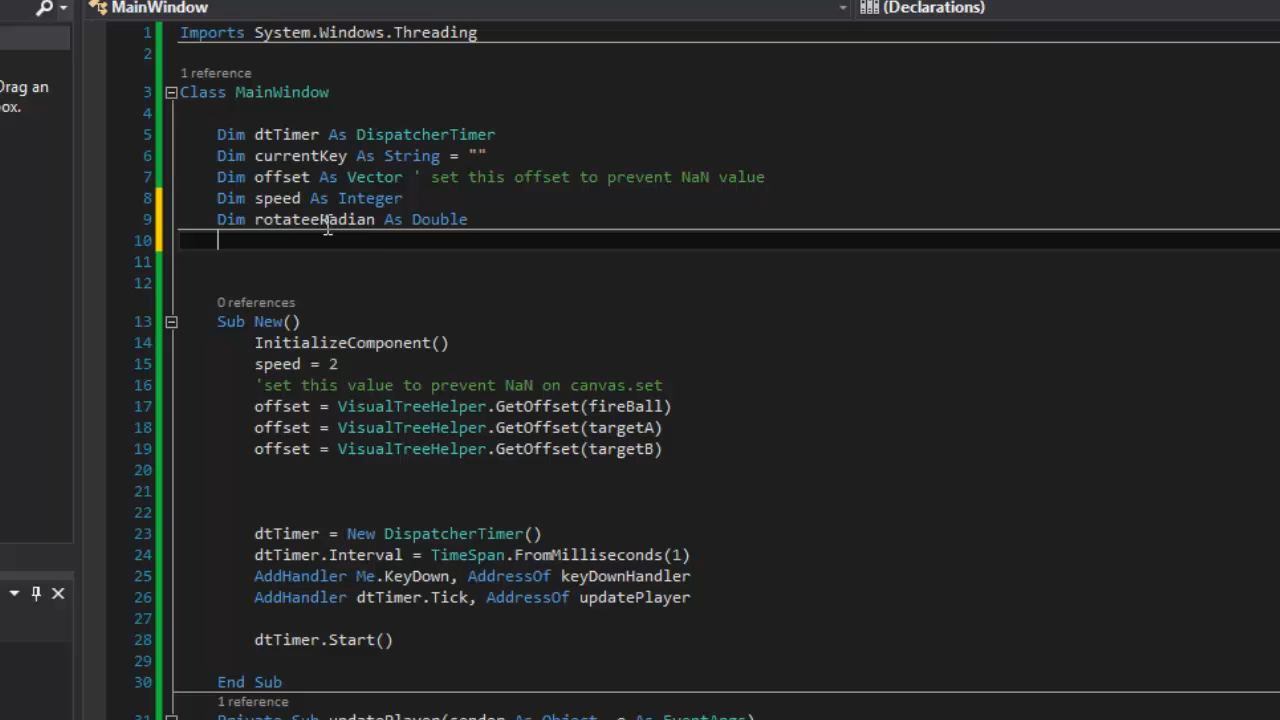 MainWindow (Declarations)
Drag an
box.
1 Imports System.Windows.Threading
2
1 reference
3 Class MainWindow
4
5 Dim dtTimer As DispatcherTimer
6 Dim currentKey As String = ""
7 Dim offset As Vector ' set this offset to prevent NaN value
8 Dim speed As Integer
9 Dim rotateeRadian As Double
10
11
12
0 references
13 Sub New()
14 InitializeComponent()
15 speed = 2
16 'set this value to prevent NaN on canvas.set
17 offset = VisualTreeHelper.GetOffset(fireBall)
18 offset = VisualTreeHelper.GetOffset(targetA)
19 offset = VisualTreeHelper.GetOffset(targetB)
20
21
22
23 dtTimer = New DispatcherTimer()
24 dtTimer.Interval = TimeSpan.FromMilliseconds(1)
25 AddHandler Me.KeyDown, AddressOf keyDownHandler
26 AddHandler dtTimer.Tick, AddressOf updatePlayer
27
28 dtTimer.Start()
29
30 End Sub
1 reference
31 Private Sub updatePlayer(sender As Object, e As EventArgs)